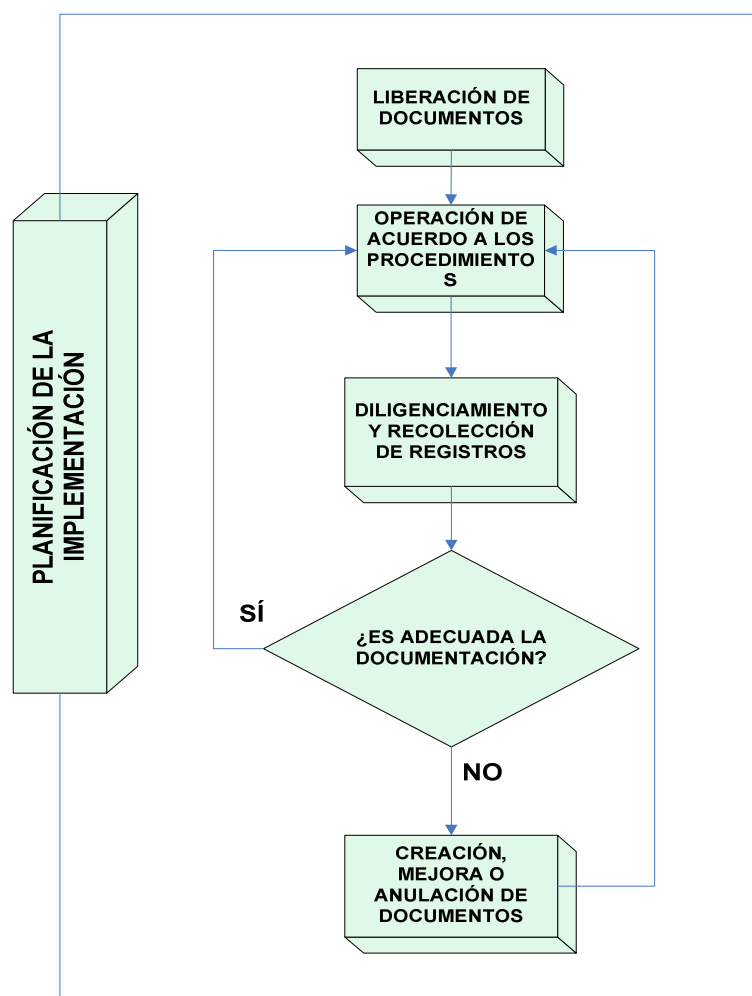 LIBERACIÓN DE
DOCUMENTOS
OPERACIÓN DE
ACUERDO A LOS
PROCEDIMIENTO
S
PLANIFICACIÓN DE LA
IMPLEMENTACIÓN
DILIGENCIAMIENTO
Y RECOLECCIÓN
DE REGISTROS
SÍ
¿ES ADECUADA LA
DOCUMENTACIÓN?
NO
CREACIÓN,
MEJORA O
ANULACIÓN DE
DOCUMENTOS